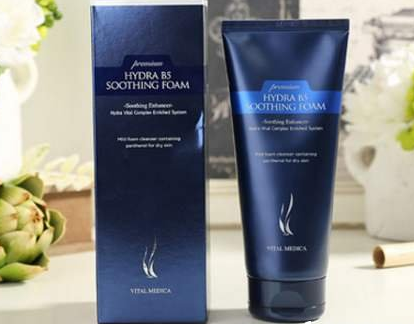 premium
HYDRA B5
SOOTHING FOAM
-Soothing Enhancer-
Hydra Vital Complex Enriched System
Mild foam cleanser containing
panthenol for dry skin
VITAL MEDICA
premium
HYDRA B5
SOOTHING FOAM
-Soothing Enhancer-
Hydra Vital Complex Enriched System
Mild foam cleanser containing
panthenol for dry skin
VITAL MEDICA